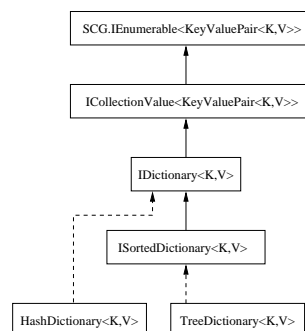 SCG.IEnumerable<KeyValuePair<K,V>>
ICollectionValue<KeyValuePair<K,V>>
IDictionary<K,V>
ISortedDictionary<K,V>
HashDictionary<K,V>
TreeDictionary<K,V>